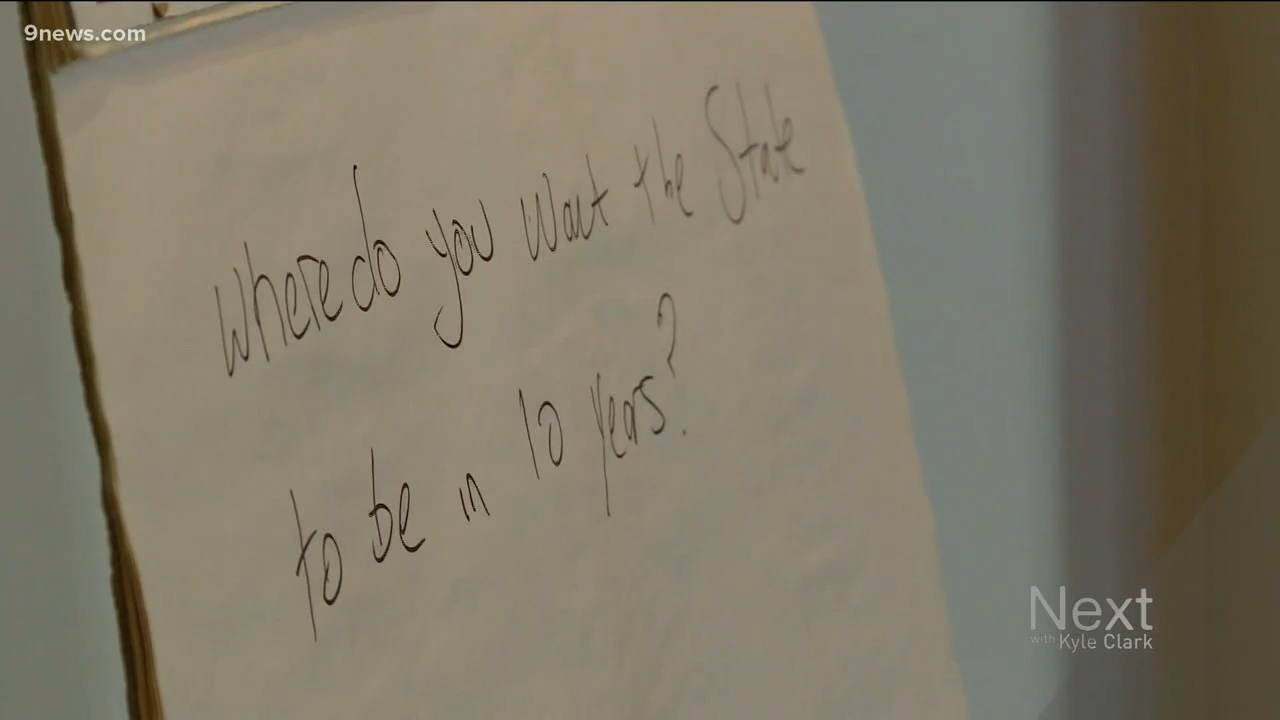 9news.com
Where do you Want the State
to be in 10 years?
Next
with Kyle Clark